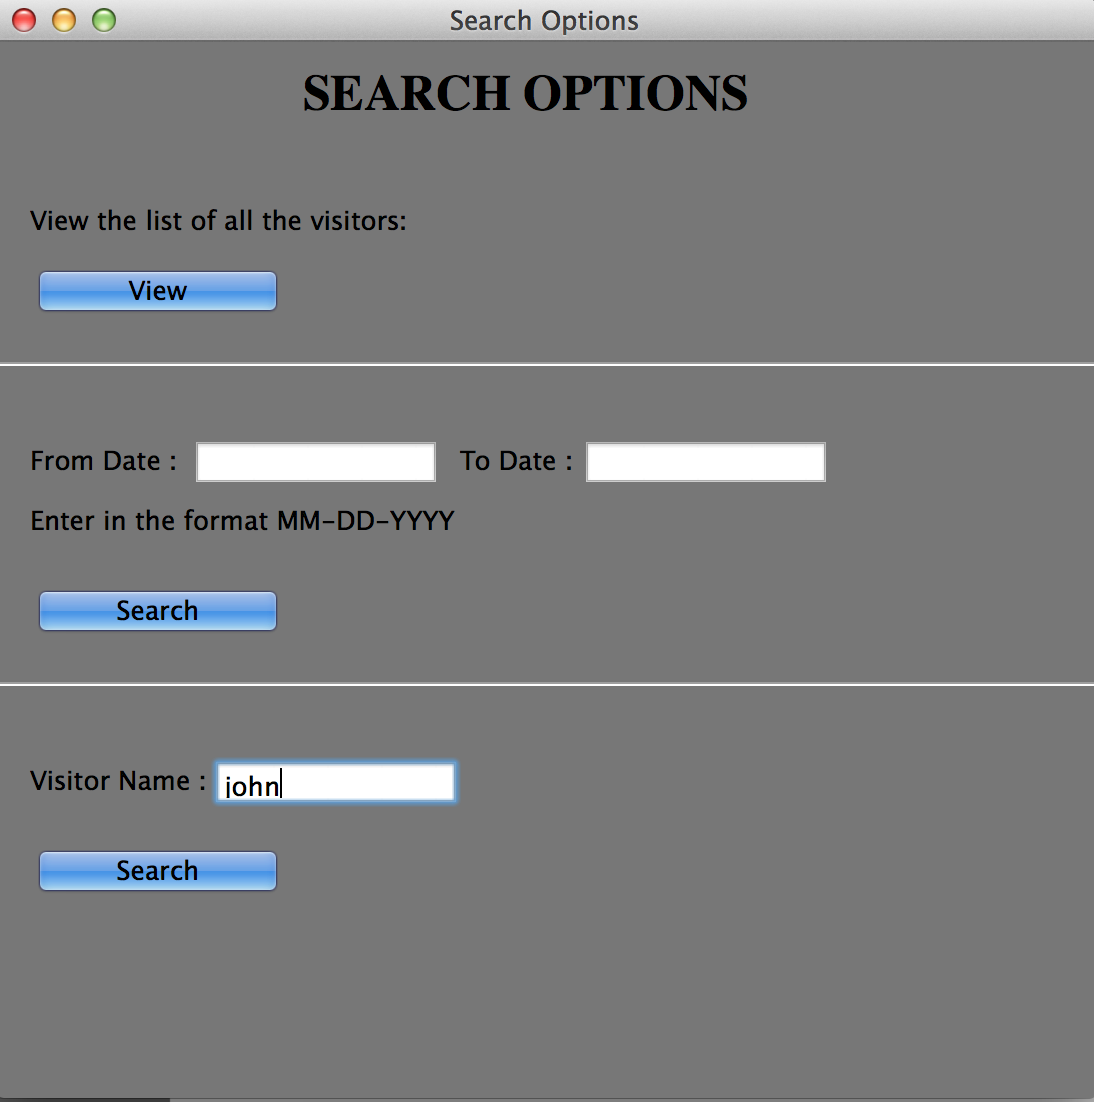 Search Options
SEARCH OPTIONS
View the list of all the visitors:
View
From Date : To Date :
Enter in the format MM-DD-YYYY
Search
Visitor Name : john
Search